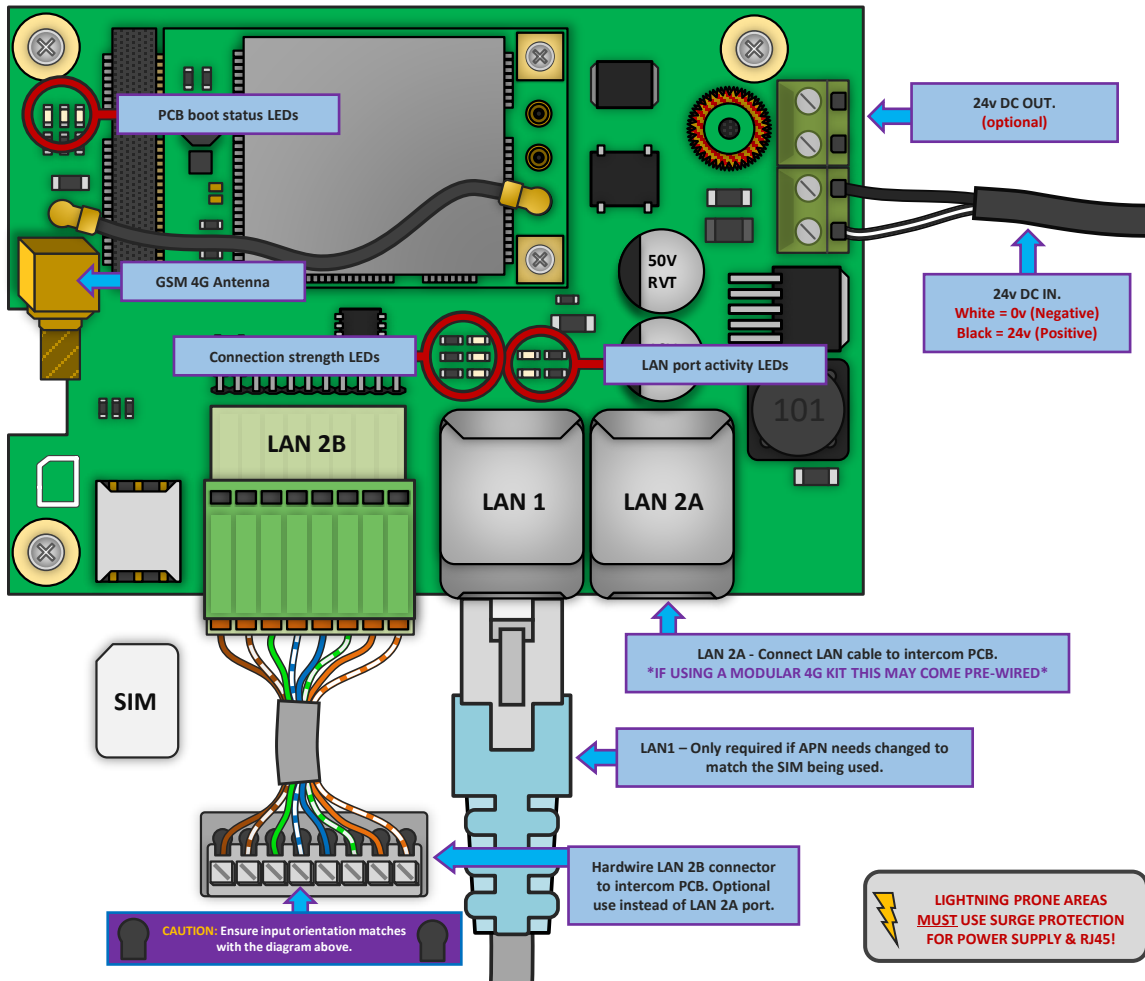 PCB boot status LEDs
24v DC OUT.
(optional)
GSM 4G Antenna
50V
RVT
24v DC IN.
White = 0v (Negative)
Black = 24v (Positive)
Connection strength LEDs
LAN port activity LEDs
101
LAN 2B
LAN 1
LAN 2A
LAN 2A - Connect LAN cable to intercom PCB.
*IF USING A MODULAR 4G KIT THIS MAY COME PRE-WIRED*
SIM
LAN1 – Only required if APN needs changed to
match the SIM being used.
Hardwire LAN 2B connector
to intercom PCB. Optional
use instead of LAN 2A port.
CAUTION: Ensure input orientation matches
with the diagram above.
LIGHTNING PRONE AREAS
MUST USE SURGE PROTECTION
FOR POWER SUPPLY & RJ45!